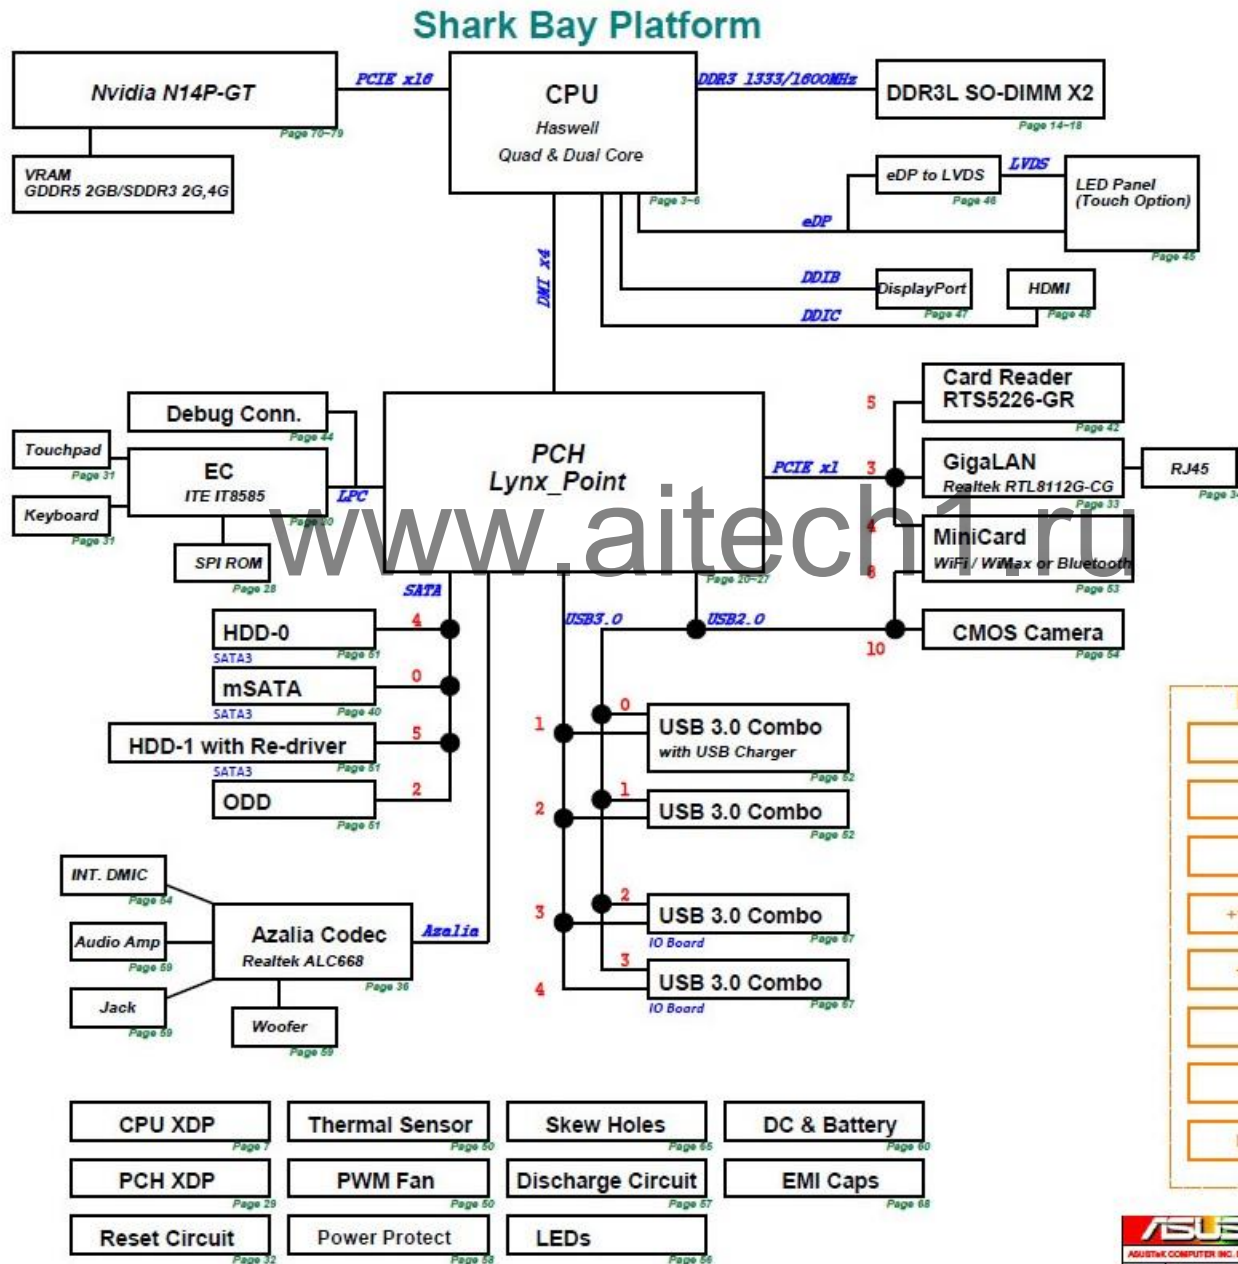 Shark Bay Platform
Nvidia N14P-GT
Page 70~79
PCIE x16
CPU
Haswell
Quad & Dual Core
Page 3~6
DDR3 1333/1600MHz
DDR3L SO-DIMM X2
Page 14~18
VRAM
GDDR5 2GB/SDDR3 2G,4G
eDP to LVDS
Page 46
LVDS
LED Panel
(Touch Option)
Page 45
eDP
DMI x4
DDIB
DisplayPort
Page 47
HDMI
Page 48
DDIC
Debug Conn.
Page 44
Touchpad
Page 31
EC
ITE IT8585
Page 30
LPC
Keyboard
Page 31
SPI ROM
Page 28
PCH
Lynx_Point
Page 20~27
PCIE x1
5
Card Reader
RTS5226-GR
Page 42
3
GigaLAN
Realtek RTL8112G-CG
Page 33
RJ45
Page 34
4
MiniCard
WiFi / WiMax or Bluetooth
Page 53
8
www.aitech1.ru
SATA
USB3.0
USB2.0
10
CMOS Camera
Page 54
HDD-0
4
SATA3
Page 51
mSATA
0
SATA3
Page 40
HDD-1 with Re-driver
5
SATA3
Page 51
ODD
2
Page 51
1
0
USB 3.0 Combo
with USB Charger
Page 52
2
1
USB 3.0 Combo
Page 52
3
2
USB 3.0 Combo
IO Board
Page 67
4
3
USB 3.0 Combo
IO Board
Page 67
INT. DMIC
Page 54
Audio Amp
Page 59
Jack
Page 59
Azalia Codec
Realtek ALC668
Page 36
Azalia
Woofer
Page 59
CPU XDP
Page 7
Thermal Sensor
Page 50
Skew Holes
Page 65
DC & Battery
Page 60
PCH XDP
Page 29
PWM Fan
Page 50
Discharge Circuit
Page 57
EMI Caps
Page 68
Reset Circuit
Page 32
Power Protect
Page 58
LEDs
Page 56
+
ASUS
ASUSTeK COMPUTER INC.